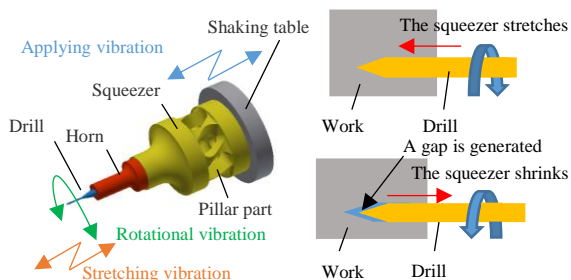 Shaking table
Applying vibration
Squeezer
Drill
Horn
Pillar part
Rotational vibration
Stretching vibration
The squeezer stretches
Work
Drill
A gap is generated
The squeezer shrinks
Work
Drill